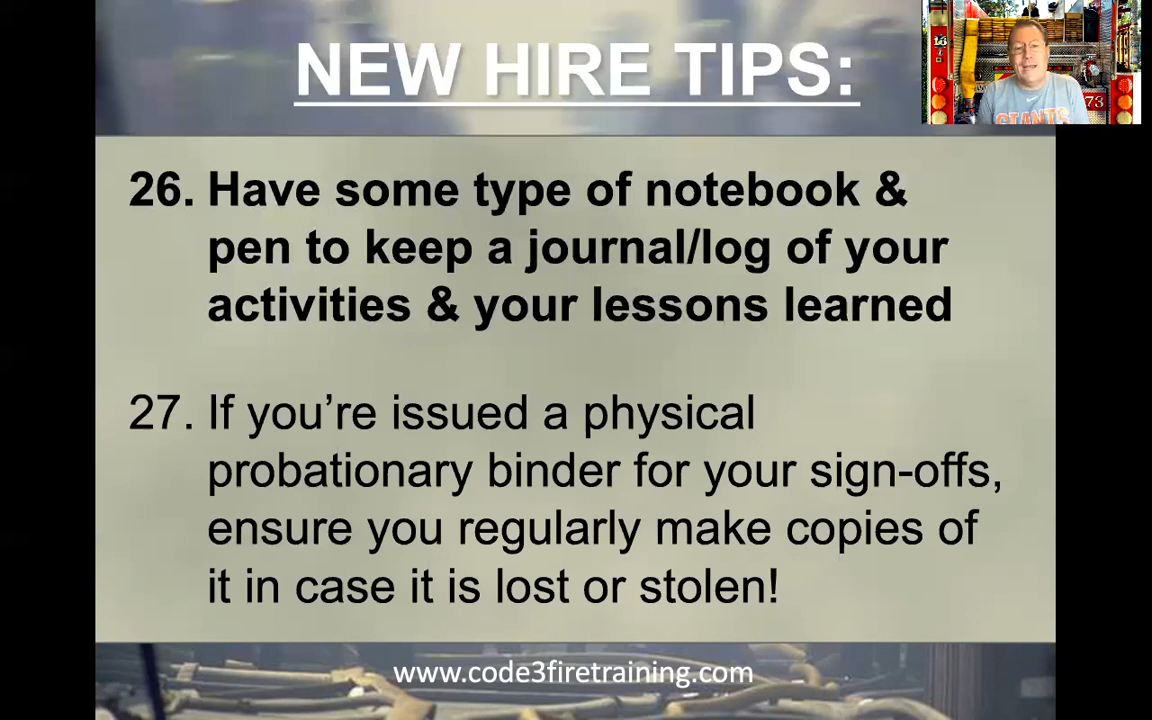 NEW HIRE TIPS:
26. Have some type of notebook &
pen to keep a journal/log of your
activities & your lessons learned
27. If you’re issued a physical
probationary binder for your sign-offs,
ensure you regularly make copies of
it in case it is lost or stolen!
www.code3firetraining.com
GIANTS
73